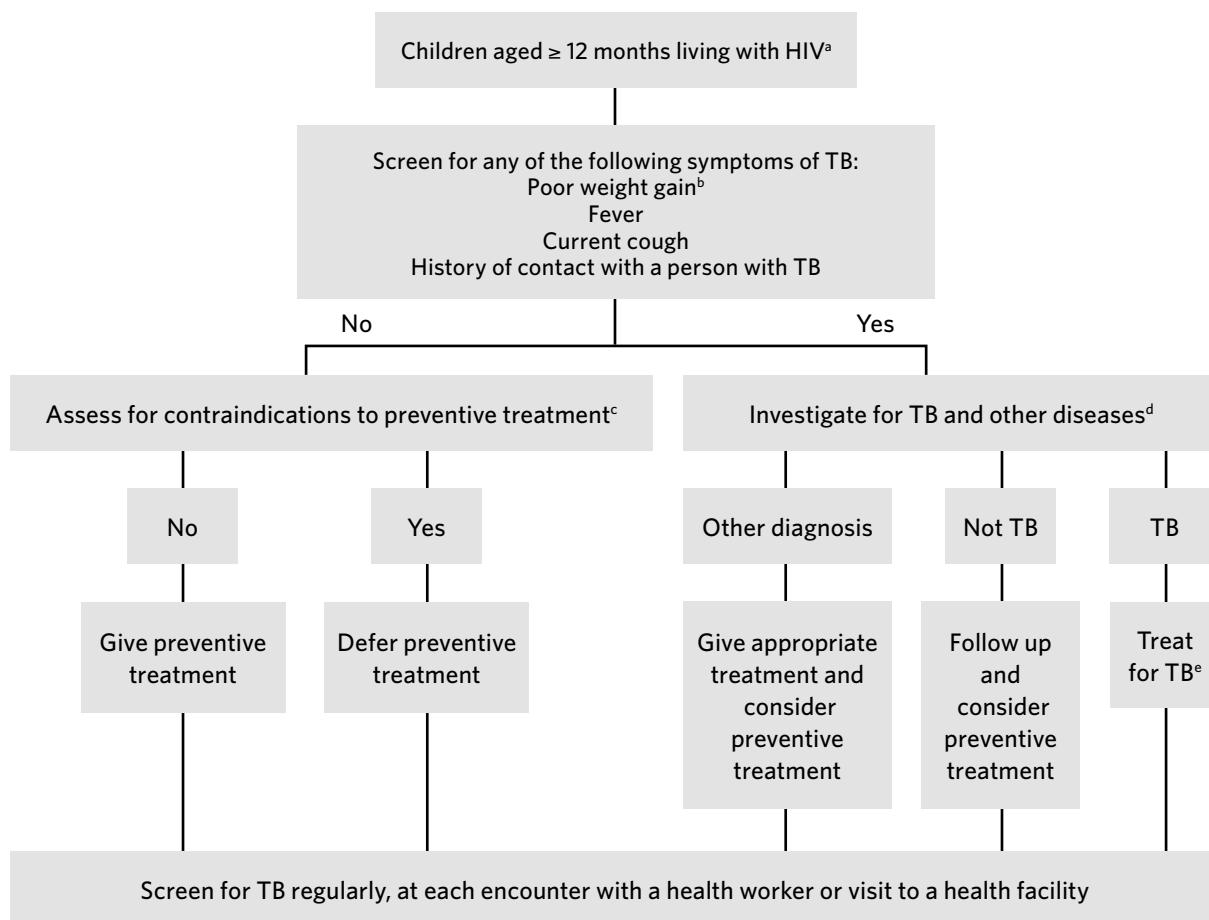 Children aged ≥ 12 months living with HIVᵃ
Screen for any of the following symptoms of TB:
Poor weight gainᵇ
Fever
Current cough
History of contact with a person with TB
No
Yes
Assess for contraindications to preventive treatmentᶜ
Investigate for TB and other diseasesᵈ
No
Yes
Other diagnosis
Not TB
TB
Give preventive
treatment
Defer preventive
treatment
Give appropriate
treatment and
consider
preventive
treatment
Follow up
and
consider
preventive
treatment
Treat
for TBᵉ
Screen for TB regularly, at each encounter with a health worker or visit to a health facility